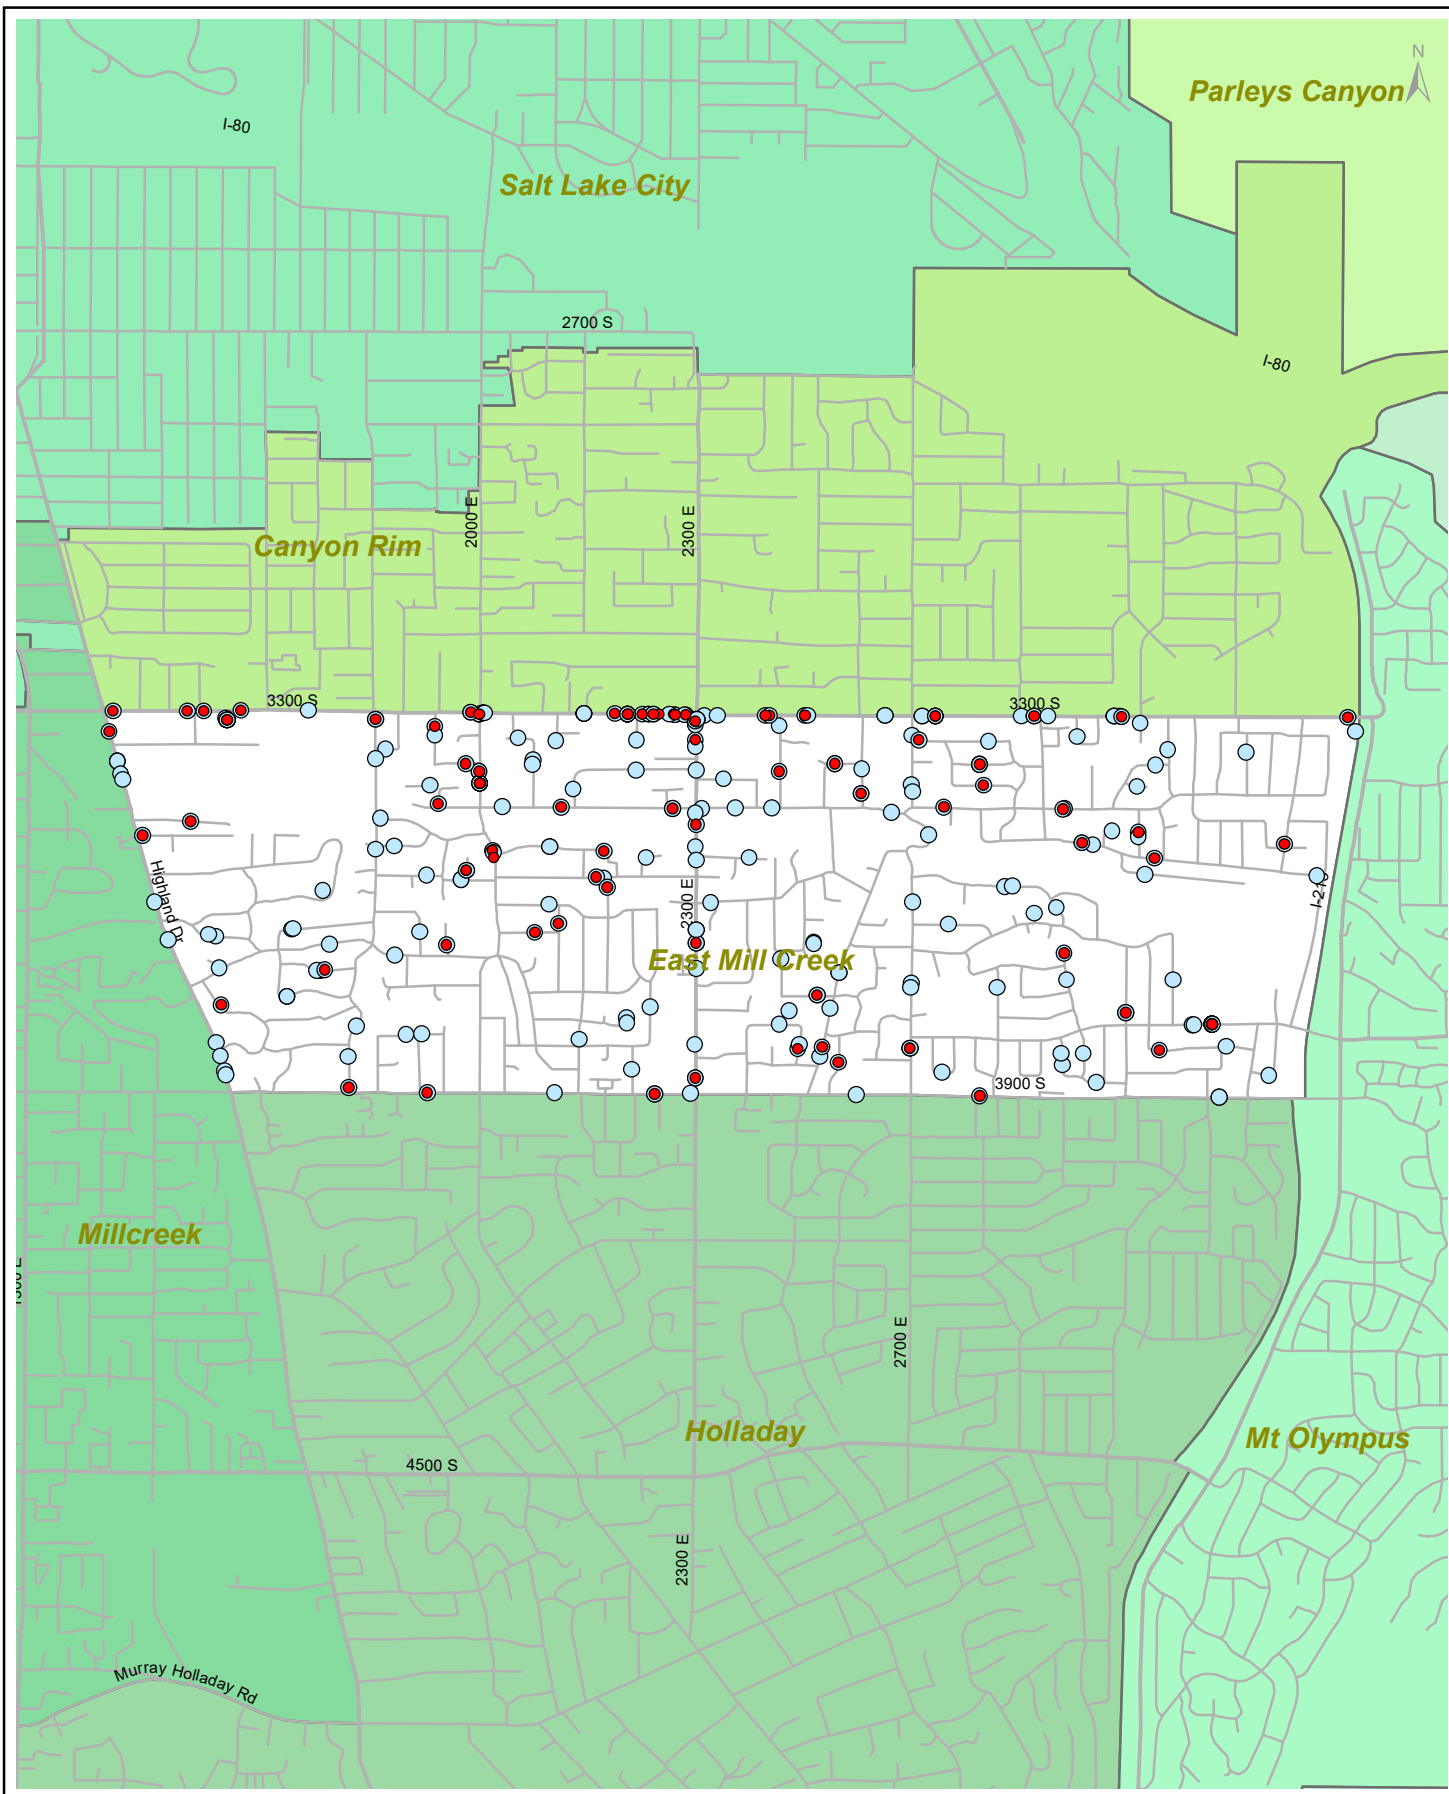 N
Parleys Canyon
I-80
Salt Lake City
2700 S
I-80
2000 E
2300 E
Canyon Rim
3300 S
3300 S
Highland Dr
2300 E
East Mill Creek
3900 S
Millcreek
2700 E
Holladay
Mt Olympus
4500 S
2300 E
Murray Holladay Rd